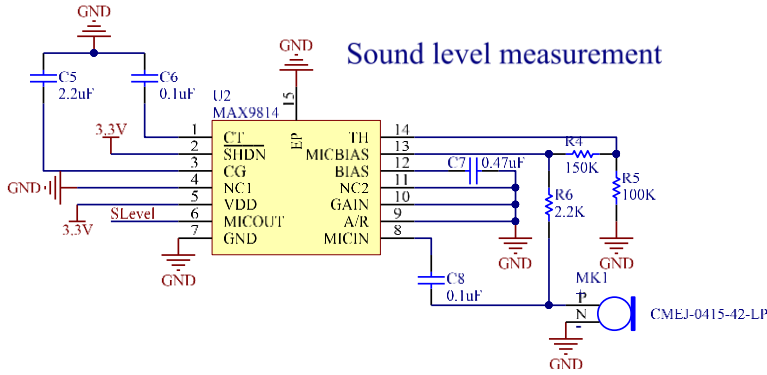 Sound level measurement
GND
GND
C5
2.2uF
C6
0.1uF
U2
MAX9814
15
EP
3.3V
1
CT
2
SHDN
3
CG
GND
4
NC1
5
VDD
3.3V
SLevel
6
MICOUT
7
GND
GND
TH
14
MICBIAS
13
BIAS
12
NC2
11
GAIN
10
A/R
9
MICIN
8
C7
0.47uF
R4
150K
R5
100K
R6
2.2K
GND
GND
C8
0.1uF
MK1
+
P
N
-
CMEJ-0415-42-LP
GND